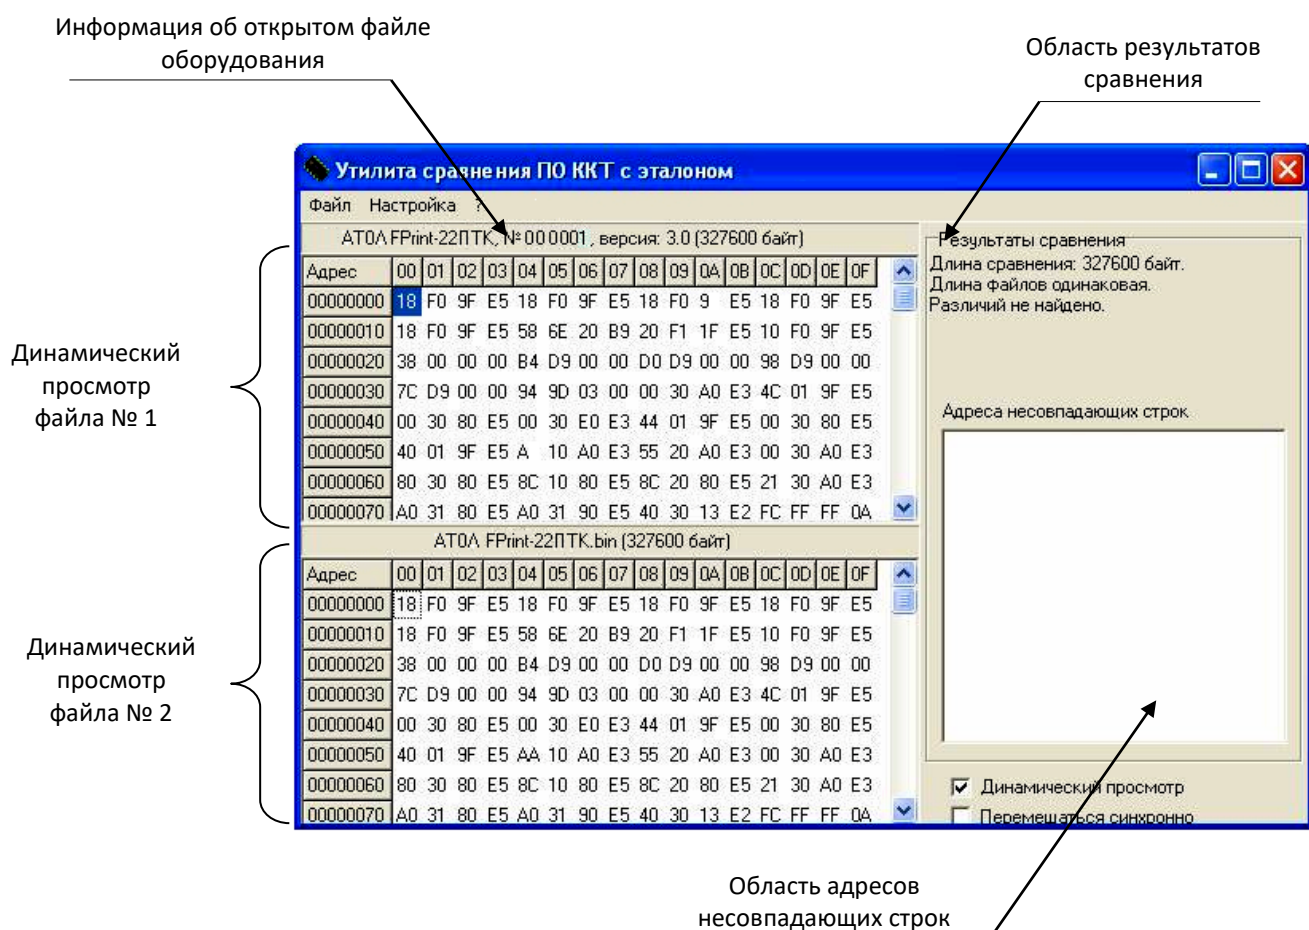 Информация об открытом файле
оборудования
Область результатов
сравнения
Утилита сравнения ПО ККТ с эталоном
Файл Настройка ?
АТОЛ FPrint-22ПТК, № 000001, версия: 3.0 (327600 байт)
Адрес 00 01 02 03 04 05 06 07 08 09 0A 0B 0C 0D 0E 0F
00000000 18 F0 9F E5 18 F0 9F E5 18 F0 9 E5 18 F0 9F E5
00000010 18 F0 9F E5 58 6E 20 B9 20 F1 1F E5 10 F0 9F E5
00000020 38 00 00 00 B4 D9 00 00 D0 D9 00 00 98 D9 00 00
00000030 7C D9 00 00 94 9D 03 00 00 30 A0 E3 4C 01 9F E5
00000040 00 30 80 E5 00 30 E0 E3 44 01 9F E5 00 30 80 E5
00000050 40 01 9F E5 A 10 A0 E3 55 20 A0 E3 00 30 A0 E3
00000060 80 30 80 E5 8C 10 80 E5 8C 20 80 E5 21 30 A0 E3
00000070 A0 31 80 E5 A0 31 90 E5 40 30 13 E2 FC FF FF 0A
АТОЛ FPrint-22ПТК.bin (327600 байт)
Адрес 00 01 02 03 04 05 06 07 08 09 0A 0B 0C 0D 0E 0F
00000000 18 F0 9F E5 18 F0 9F E5 18 F0 9F E5 18 F0 9F E5
00000010 18 F0 9F E5 58 6E 20 B9 20 F1 1F E5 10 F0 9F E5
00000020 38 00 00 00 B4 D9 00 00 D0 D9 00 00 98 D9 00 00
00000030 7C D9 00 00 94 9D 03 00 00 30 A0 E3 4C 01 9F E5
00000040 00 30 80 E5 00 30 E0 E3 44 01 9F E5 00 30 80 E5
00000050 40 01 9F E5 AA 10 A0 E3 55 20 A0 E3 00 30 A0 E3
00000060 80 30 80 E5 8C 10 80 E5 8C 20 80 E5 21 30 A0 E3
00000070 A0 31 80 E5 A0 31 90 E5 40 30 13 E2 FC FF FF 0A
Результаты сравнения
Длина сравнения: 327600 байт.
Длина файлов одинаковая.
Различий не найдено.
Адреса несовпадающих строк
Динамический просмотр
Перемещаться синхронно
Динамический
просмотр
файла № 1
Динамический
просмотр
файла № 2
Область адресов
несовпадающих строк